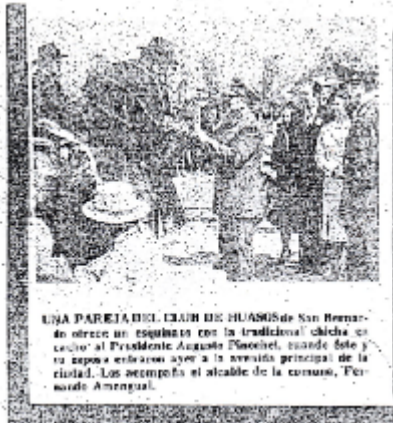 UNA PAREJA DEL CLUB DE HUASOS de San Bernar-
do ofrece un esquinazo con la tradicional chicha en
cacho al Presidente Augusto Pinochet, cuando éste y
su esposa entraron ayer a la avenida principal de la
ciudad. Los acompaña el alcalde de la comuna, Fer-
nando Amengual.